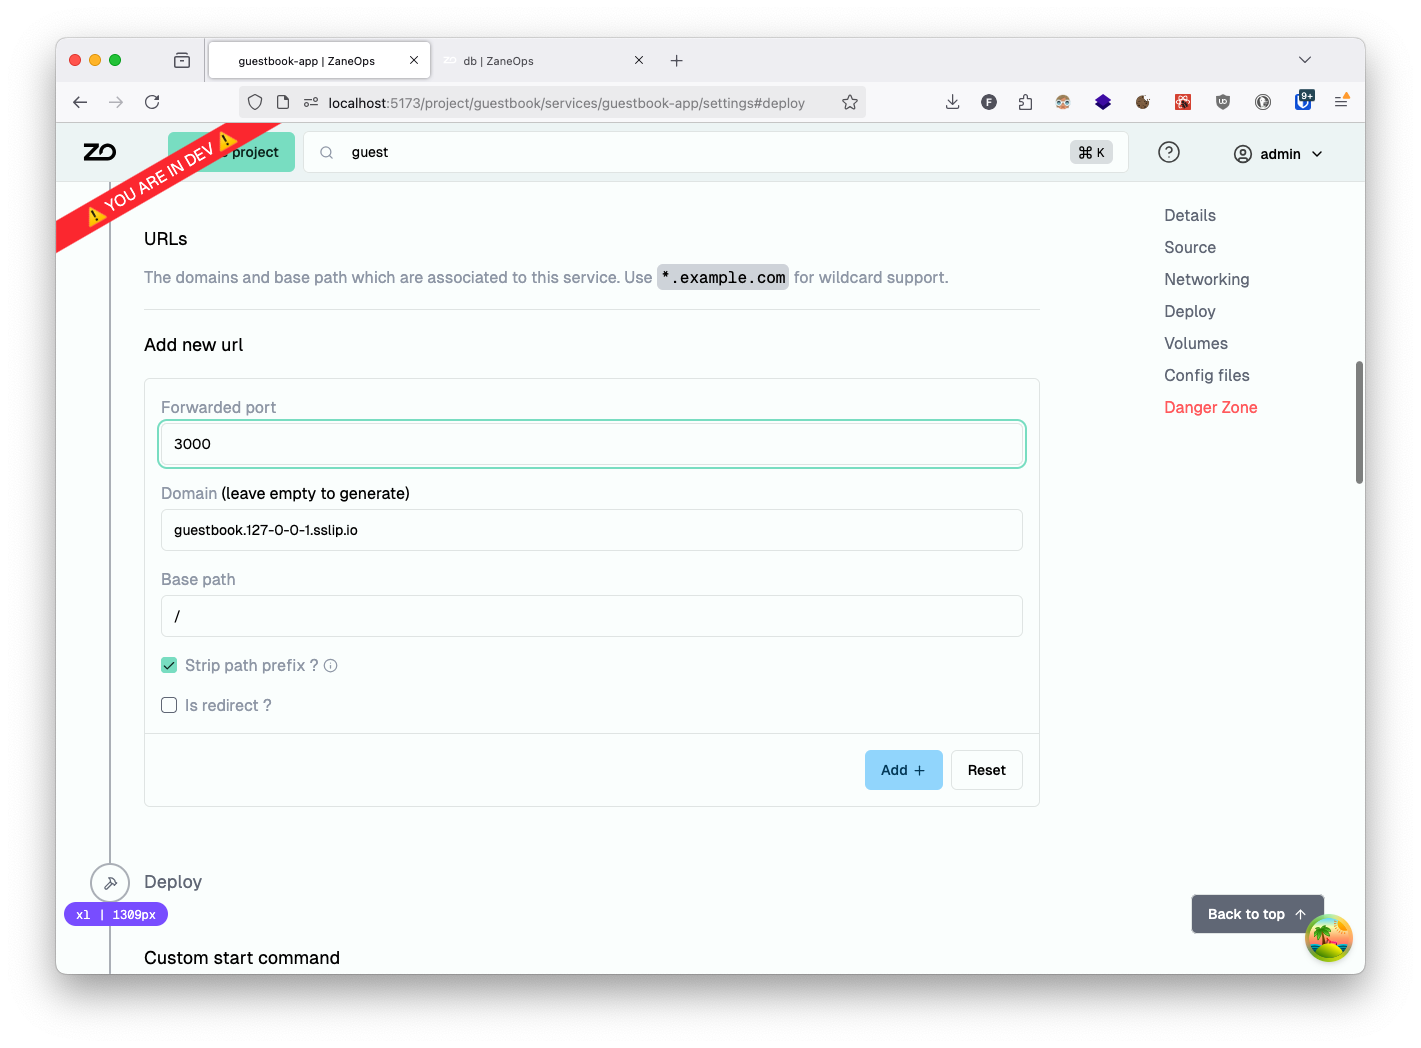 guestbook-app | ZaneOps
db | ZaneOps
localhost:5173/project/guestbook/services/guestbook-app/settings#deploy
9+
ZO
project
guest
⌘ K
admin
YOU ARE IN DEV
URLs
The domains and base path which are associated to this service. Use *.example.com for wildcard support.
Add new url
Forwarded port
3000
Domain (leave empty to generate)
guestbook.127-0-0-1.sslip.io
Base path
/
Strip path prefix ?
Is redirect ?
Add +
Reset
Details
Source
Networking
Deploy
Volumes
Config files
Danger Zone
Deploy
xl | 1309px
Back to top ↑
Custom start command